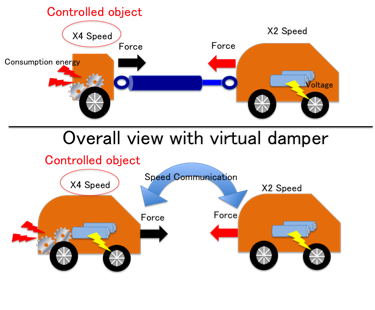 Controlled object
X4 Speed
X2 Speed
Force
Force
Consumption energy
Voltage
Overall view with virtual damper
Controlled object
X4 Speed
Speed Communication
X2 Speed
Force
Force